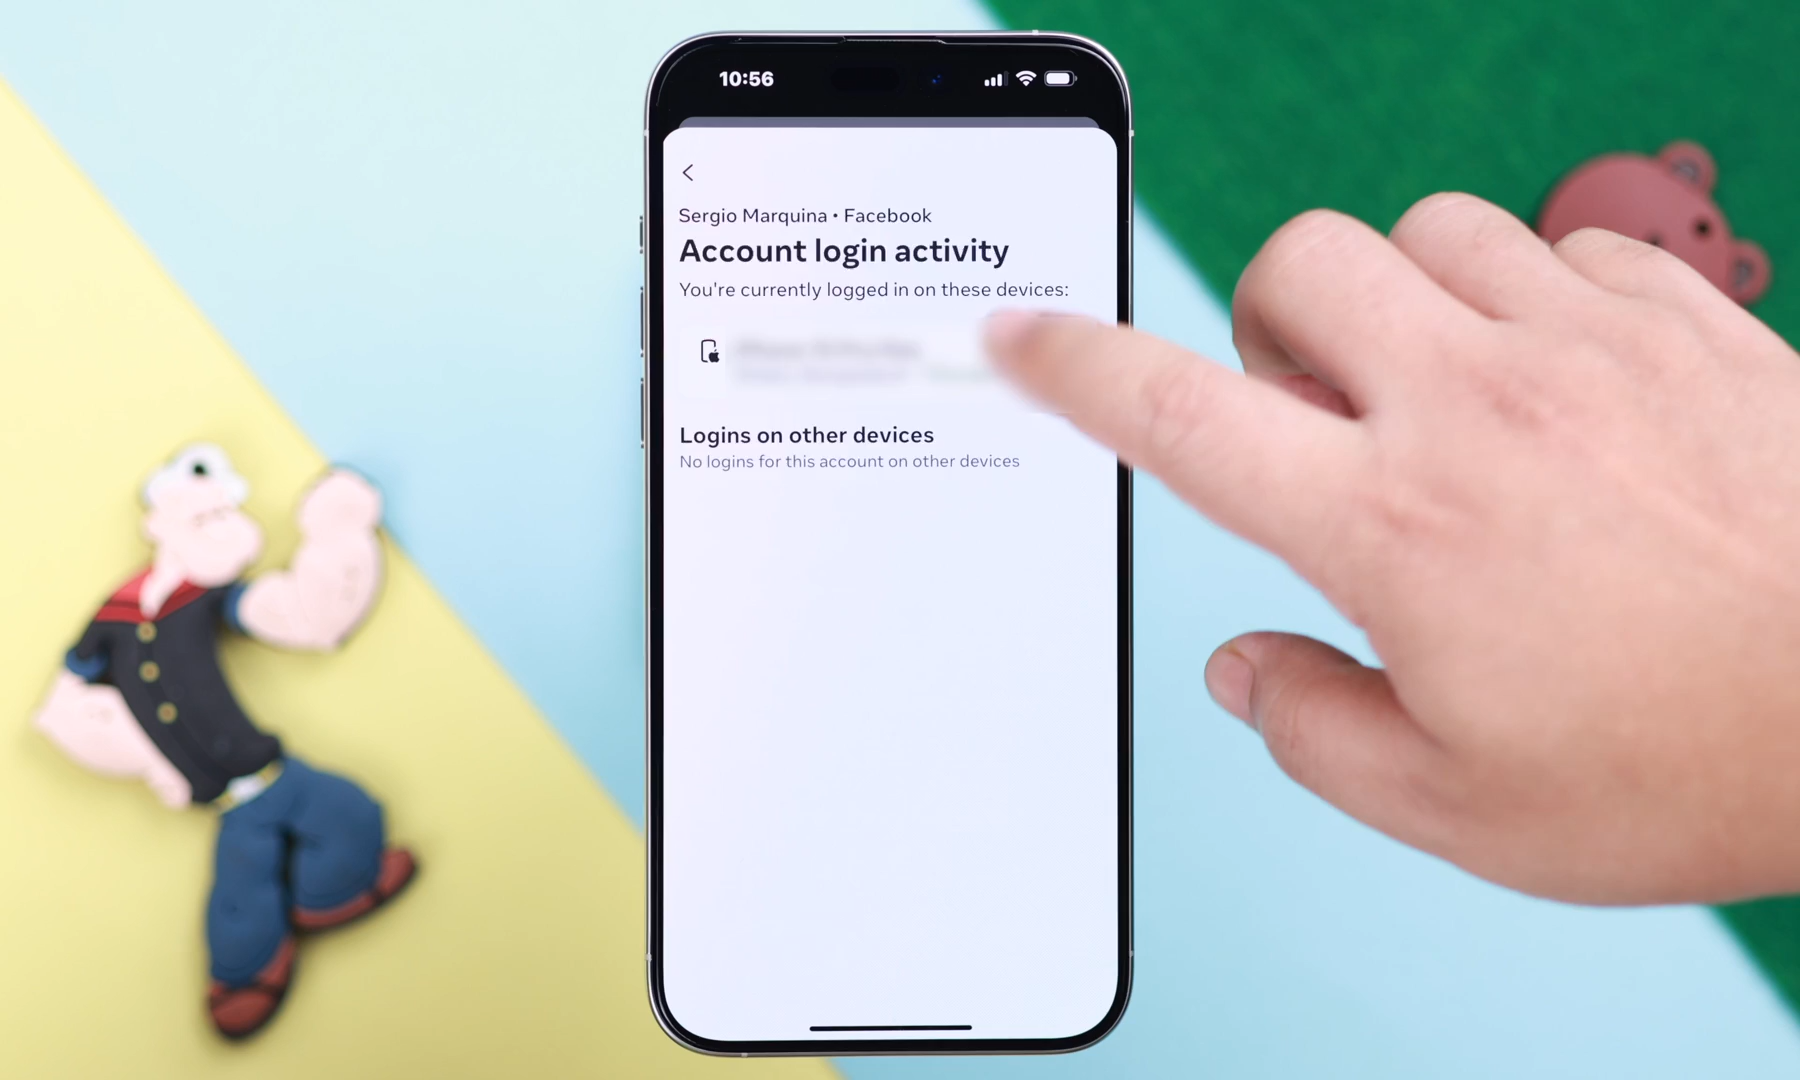 10:56
Sergio Marquina • Facebook
Account login activity
You're currently logged in on these devices:
Logins on other devices
No logins for this account on other devices